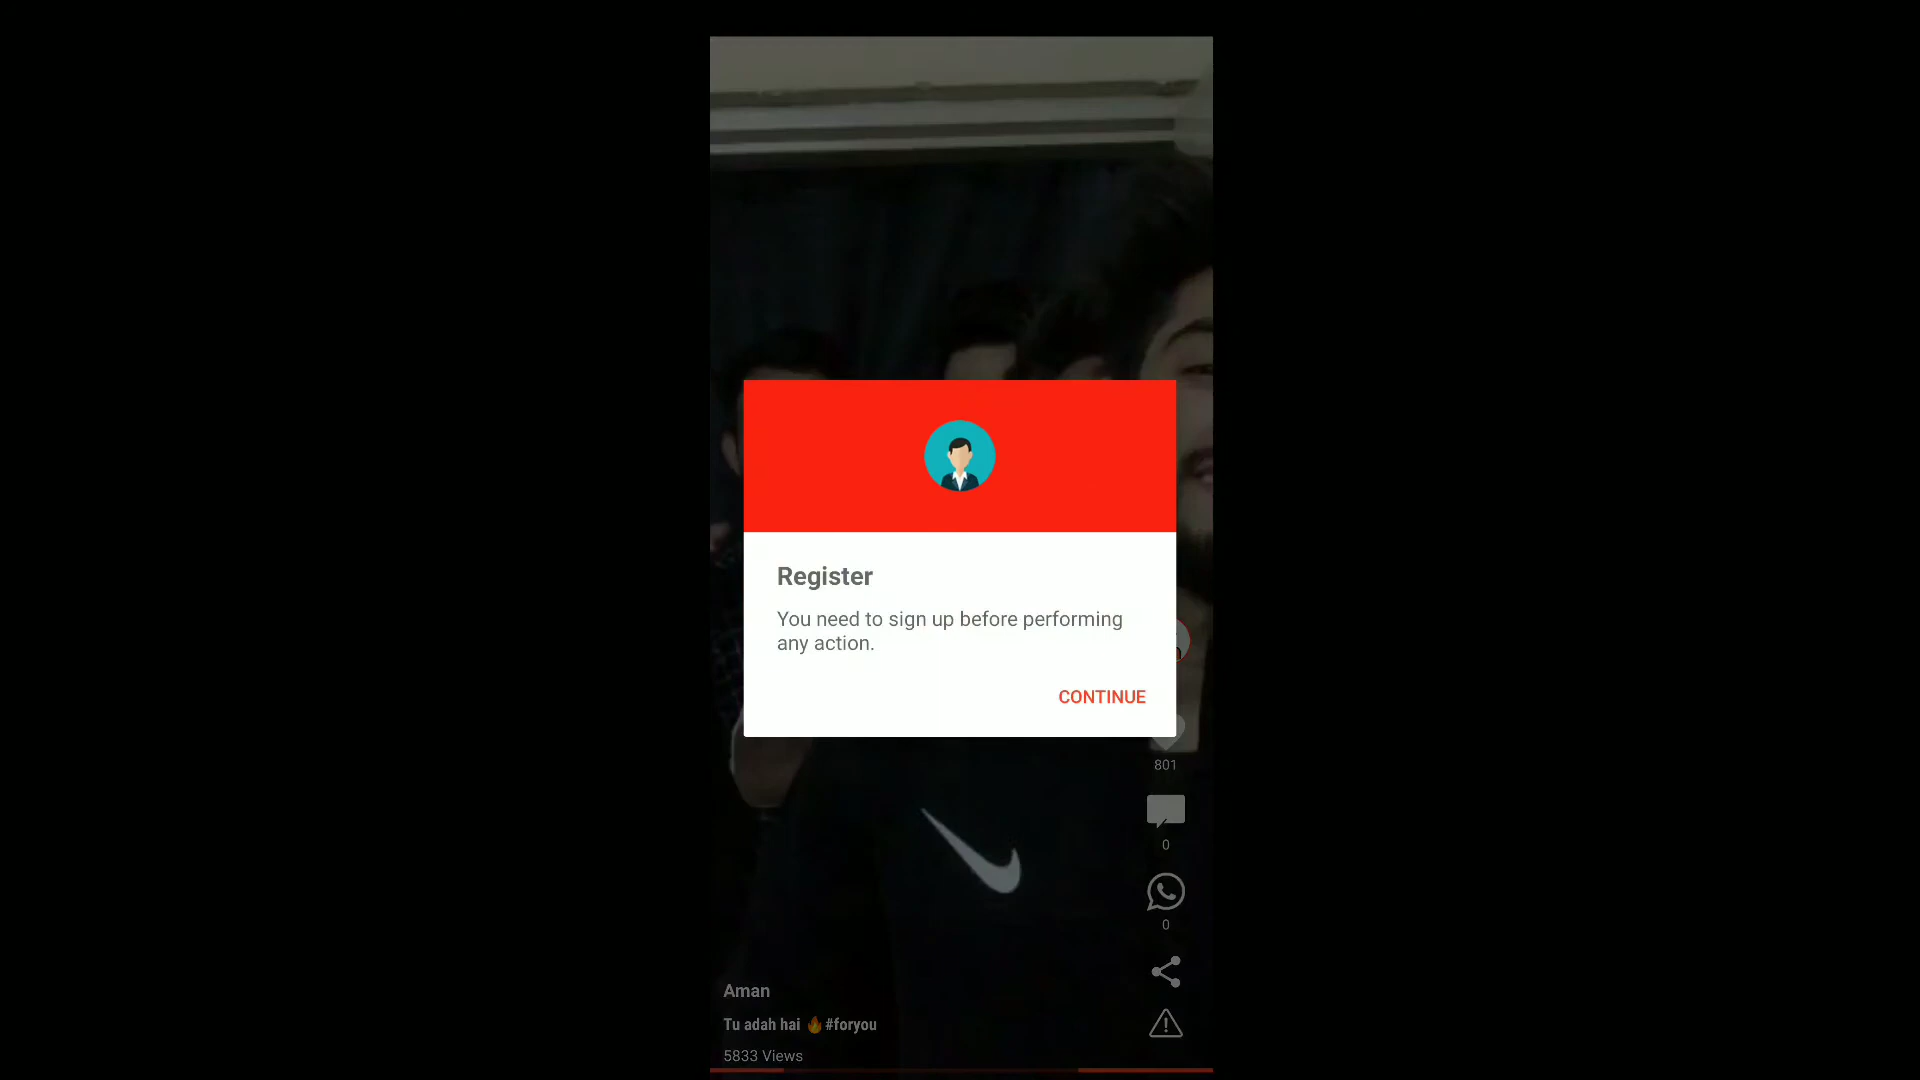 Register
You need to sign up before performing
any action.
CONTINUE
801
0
0
Aman
Tu adah hai 🔥#foryou
5833 Views